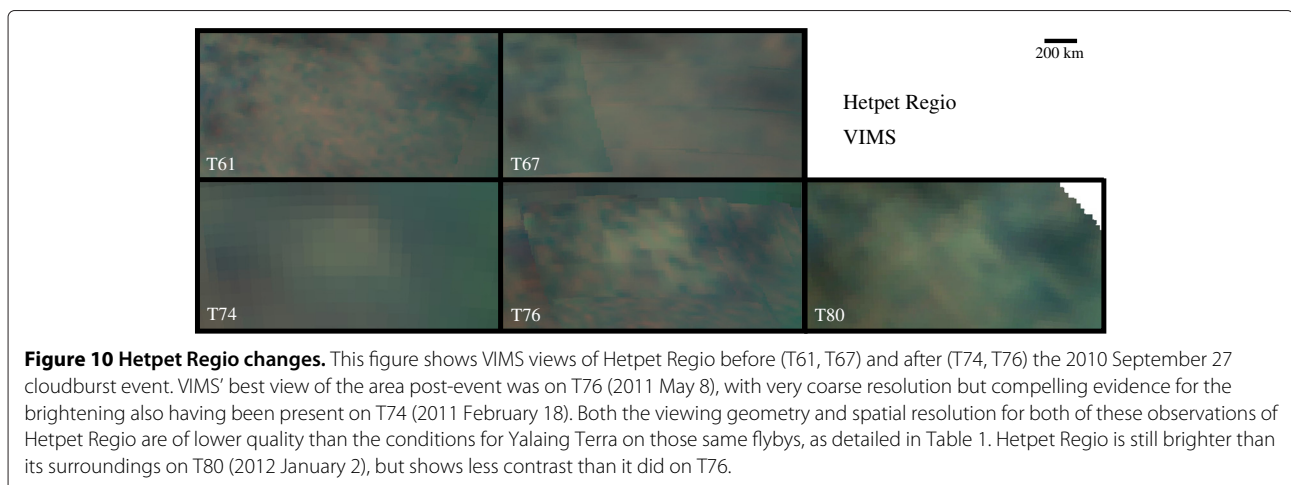 200 km
Hetpet Regio
VIMS
T61
T67
T74
T76
T80
Figure 10 Hetpet Regio changes. This figure shows VIMS views of Hetpet Regio before (T61, T67) and after (T74, T76) the 2010 September 27
cloudburst event. VIMS' best view of the area post-event was on T76 (2011 May 8), with very coarse resolution but compelling evidence for the
brightening also having been present on T74 (2011 February 18). Both the viewing geometry and spatial resolution for both of these observations of
Hetpet Regio are of lower quality than the conditions for Yalaing Terra on those same flybys, as detailed in Table 1. Hetpet Regio is still brighter than
its surroundings on T80 (2012 January 2), but shows less contrast than it did on T76.